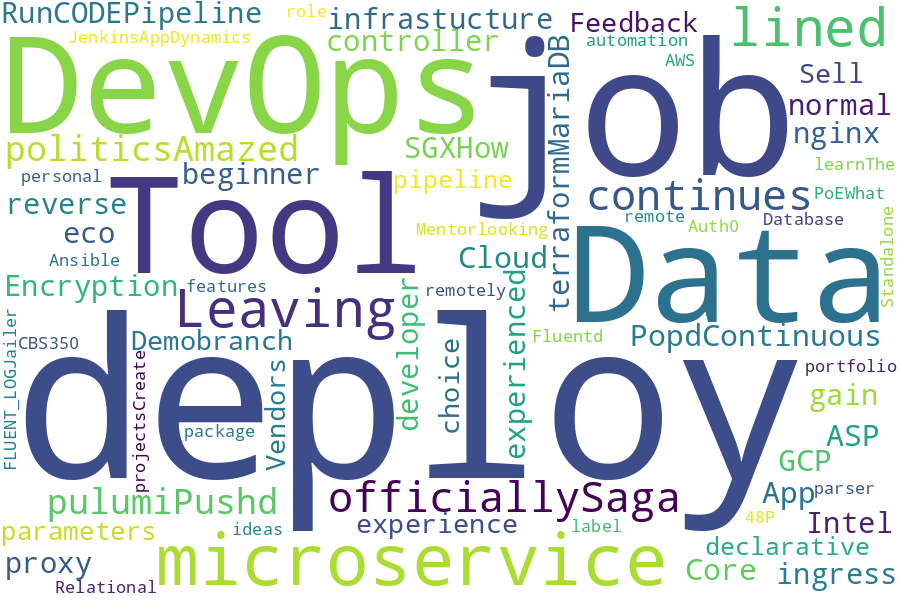 RunCODEPipeline
role
infrastucture
Feedback
lined
JenkinsAppDynamics
controller
automation
DevOps
job
AWS
Sell
normal
nginx
politicsAmazed
SGXHow
terraformMariaDB
learnThe
personal
Tool
beginner
pipeline
continues
PoEWhat
reverse
remote
Database
eco
Mentorlooking
Auth0
Standalone
Ansible
Cloud
Data
Encryption
features
Leaving
remotely
developer
experienced
CBS350
Demobranch
Fluentd
PopdContinuous
FLUENT_LOGJailer
projectsCreate
deploy
Vendors
choice
portfolio
gain
package
ASP
GCP
pulumiPushd
officiallySaga
App
parser
parameters
ideas
experience
label
48P
Intel
proxy
microservice
declarative
Core
ingress
Relational